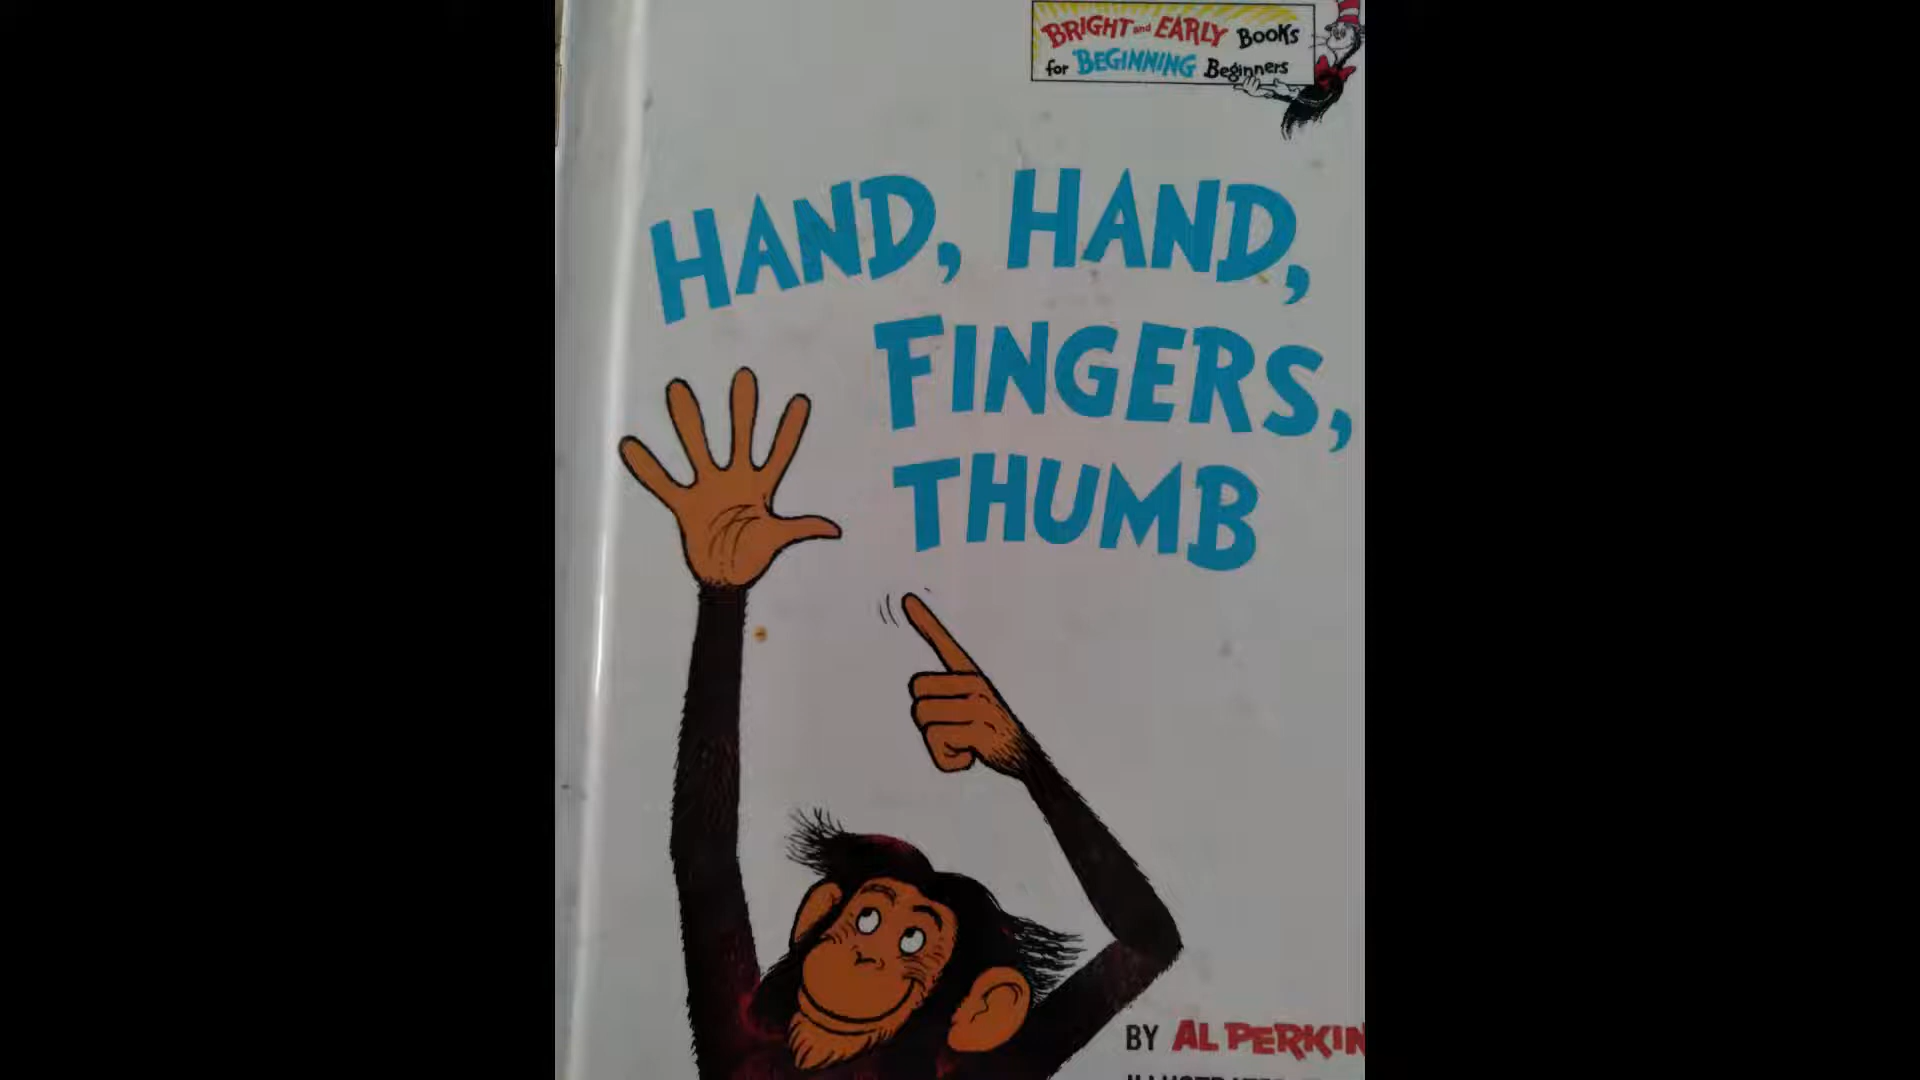 BRIGHT and EARLY BOOKS
for BEGINNING Beginners
HAND, HAND,
FINGERS,
THUMB
BY AL PERKIN